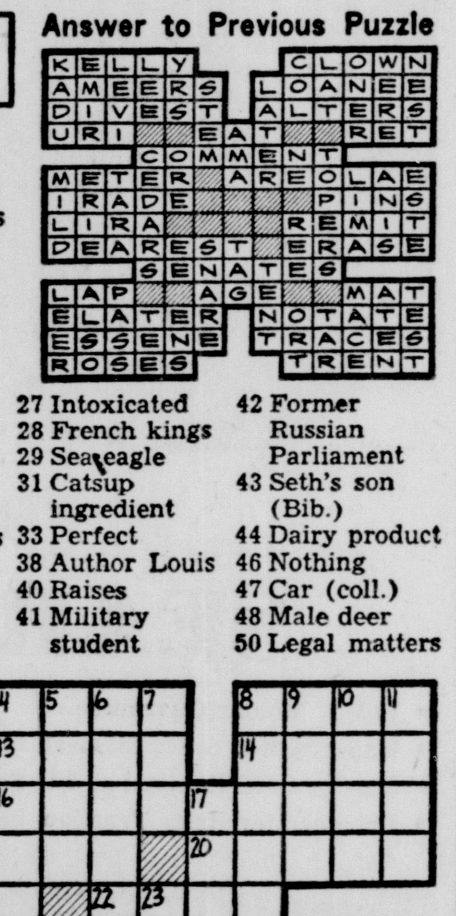 Answer to Previous Puzzle
KELLY CLOWN
AMEERS LOANEE
DIVEST ALTERS
URI EAT RET
COMMENT
METER AREOLAE
IRADE PINS
LIRA REMIT
DEAREST ERASE
SENATES
LAP AGE MAT
ELATER NOTATE
ESSENE TRACES
ROSES TRENT
27 Intoxicated
28 French kings
29 Sea eagle
31 Catsup
ingredient
33 Perfect
38 Author Louis
40 Raises
41 Military
student
42 Former
Russian
Parliament
43 Seth's son
(Bib.)
44 Dairy product
46 Nothing
47 Car (coll.)
48 Male deer
50 Legal matters
4 5 6 7 8 9 10 11
13 14
16 17
20
22 23